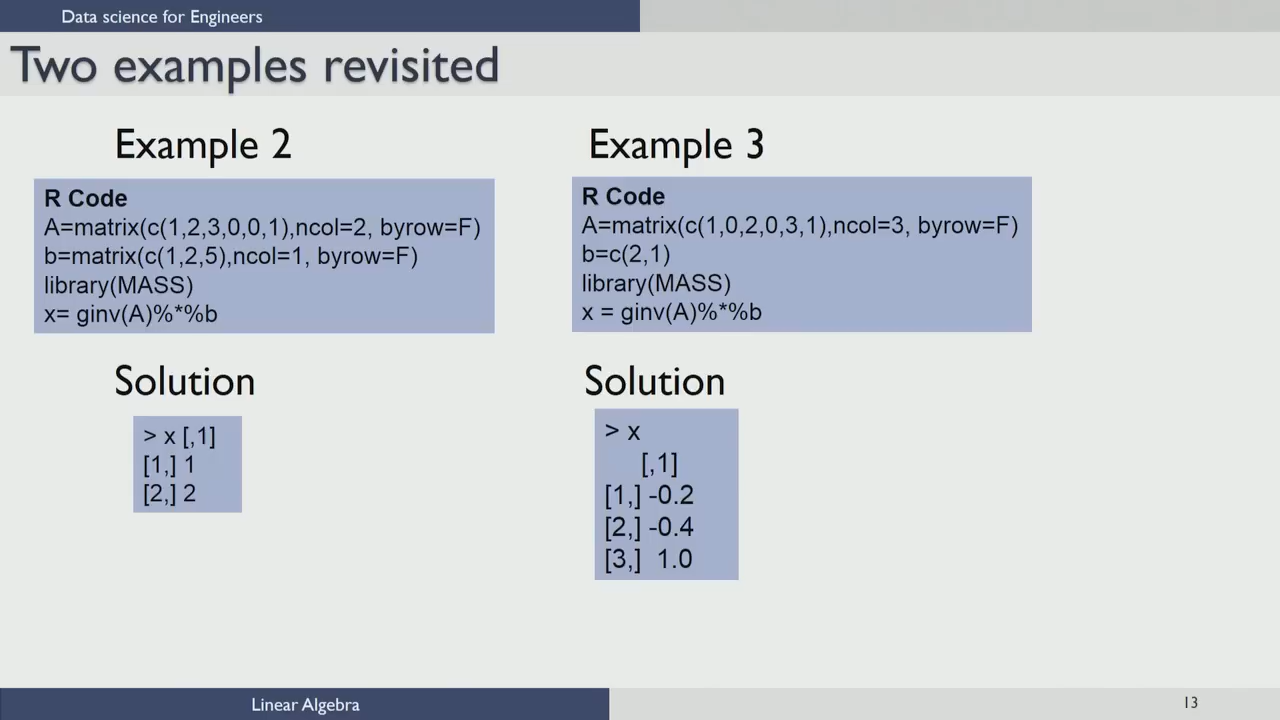 Data science for Engineers
Two examples revisited
Example 2
R Code
A=matrix(c(1,2,3,0,0,1),ncol=2, byrow=F)
b=matrix(c(1,2,5),ncol=1, byrow=F)
library(MASS)
x= ginv(A)%*%b
Solution
> x [,1]
[1,] 1
[2,] 2
Example 3
R Code
A=matrix(c(1,0,2,0,3,1),ncol=3, byrow=F)
b=c(2,1)
library(MASS)
x = ginv(A)%*%b
Solution
> x
[,1]
[1,] -0.2
[2,] -0.4
[3,] 1.0
Linear Algebra
13